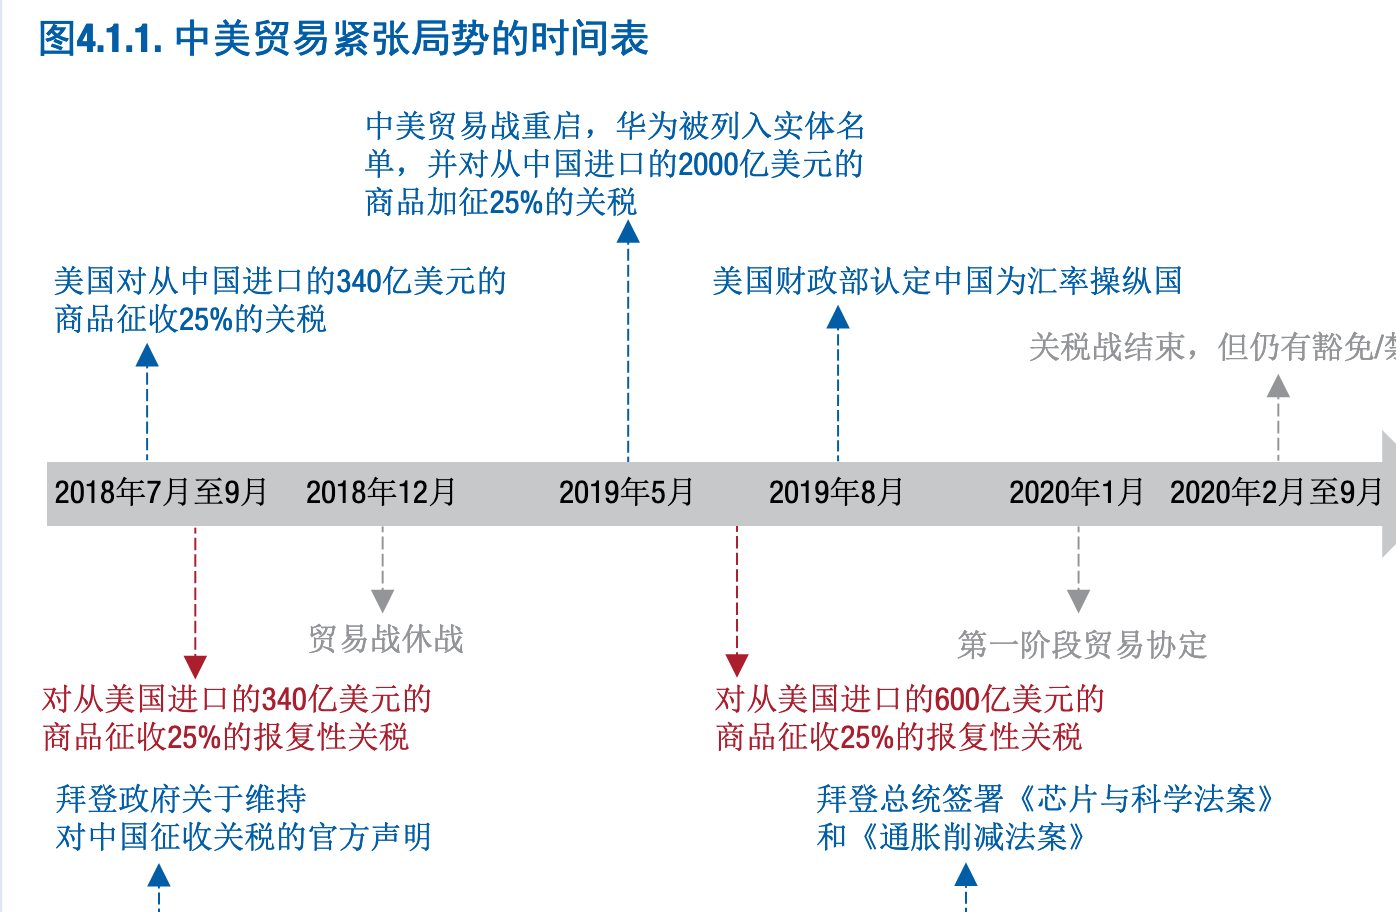 图4.1.1. 中美贸易紧张局势的时间表
中美贸易战重启，华为被列入实体名
单，并对从中国进口的2000亿美元的
商品加征25%的关税
美国对从中国进口的340亿美元的
商品征收25%的关税
美国财政部认定中国为汇率操纵国
关税战结束，但仍有豁免/
2018年7月至9月
2018年12月
2019年5月
2019年8月
2020年1月
2020年2月至9月
贸易战休战
第一阶段贸易协定
对从美国进口的340亿美元的
商品征收25%的报复性关税
对从美国进口的600亿美元的
商品征收25%的报复性关税
拜登政府关于维持
对中国征收关税的官方声明
拜登总统签署《芯片与科学法案》
和《通胀削减法案》